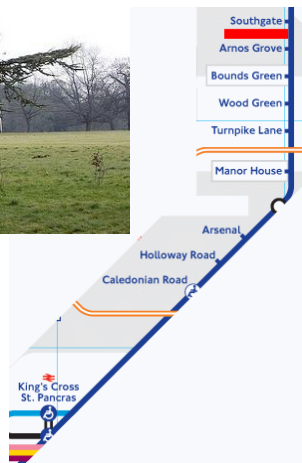 Southgate
Arnos Grove
Bounds Green
Wood Green
Turnpike Lane
Manor House
Arsenal
Holloway Road
Caledonian Road
King's Cross
St. Pancras